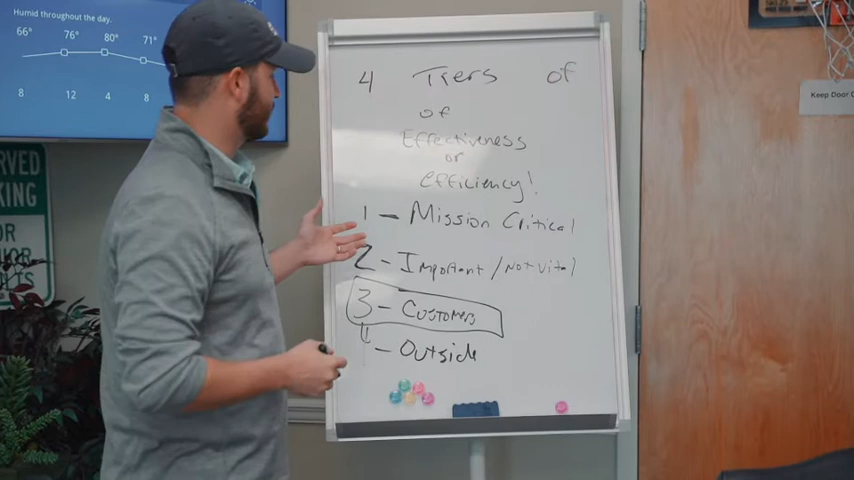 Humid throughout the day.
66° 76° 80° 71°
8 12 4 8
RVED
KING
Keep Door
4 Tiers of
of
Effectiveness
or
Efficiency!
1 - Mission Critical
2 - Important / Not vital
3 - Customers
4 - Outside